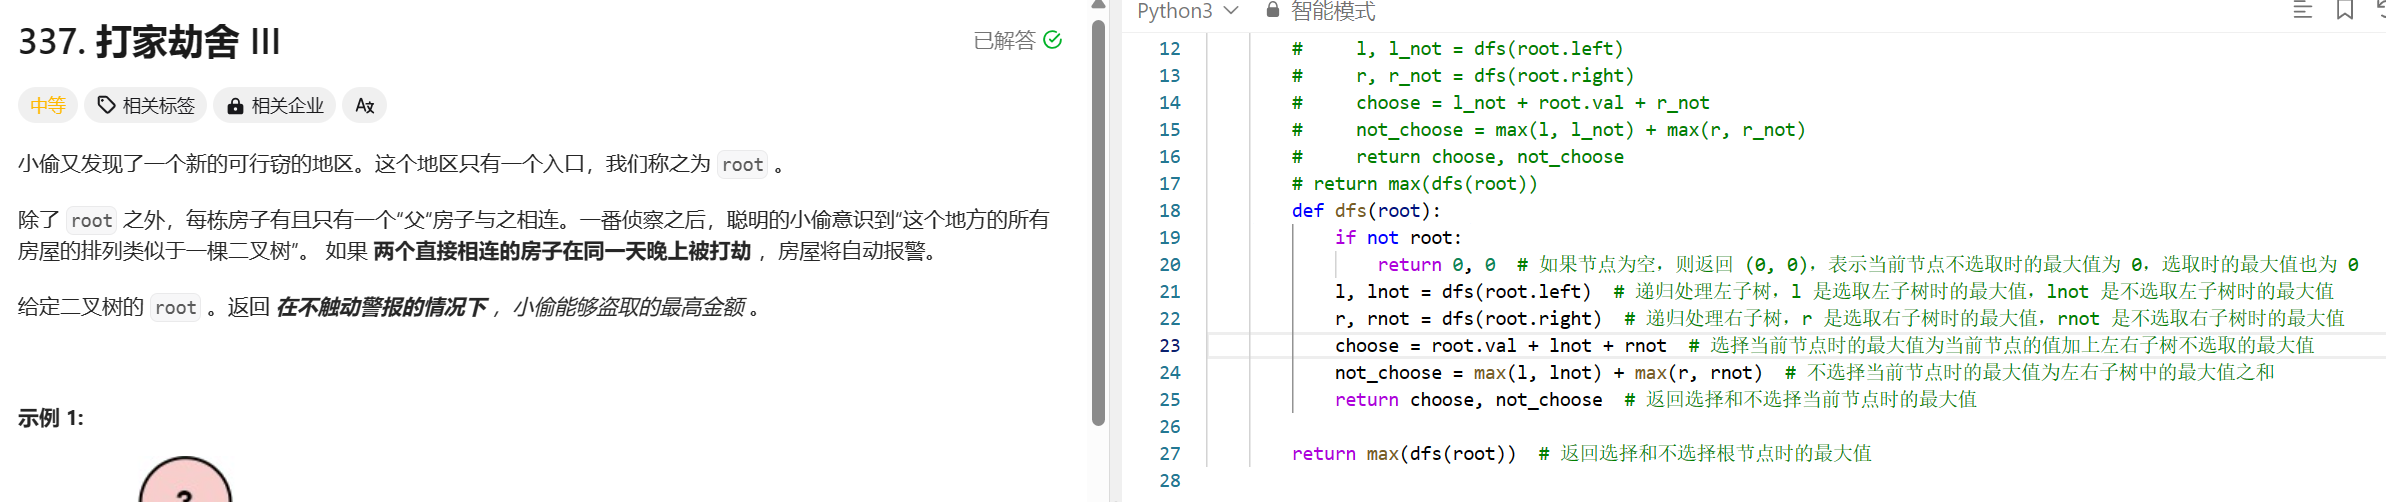 337. 打家劫舍 III
已解答
中等
相关标签
相关企业
小偷又发现了一个新的可行窃的地区。这个地区只有一个入口，我们称之为 root 。
除了 root 之外，每栋房子有且只有一个“父“房子与之相连。一番侦察之后，聪明的小偷意识到“这个地方的所有
房屋的排列类似于一棵二叉树”。 如果 两个直接相连的房子在同一天晚上被打劫 ，房屋将自动报警。
给定二叉树的 root 。返回 在不触动警报的情况下 ，小偷能够盗取的最高金额 。
示例 1:
3
Python3
智能模式
12 #     l, l_not = dfs(root.left)
13 #     r, r_not = dfs(root.right)
14 #     choose = l_not + root.val + r_not
15 #     not_choose = max(l, l_not) + max(r, r_not)
16 #     return choose, not_choose
17 # return max(dfs(root))
18 def dfs(root):
19     if not root:
20         return 0, 0  # 如果节点为空，则返回 (0, 0)，表示当前节点不选取时的最大值为 0，选取时的最大值也为 0
21     l, lnot = dfs(root.left)  # 递归处理左子树，l 是选取左子树时的最大值，lnot 是不选取左子树时的最大值
22     r, rnot = dfs(root.right)  # 递归处理右子树，r 是选取右子树时的最大值，rnot 是不选取右子树时的最大值
23     choose = root.val + lnot + rnot  # 选择当前节点时的最大值为当前节点的值加上左右子树不选取的最大值
24     not_choose = max(l, lnot) + max(r, rnot)  # 不选择当前节点时的最大值为左右子树中的最大值之和
25     return choose, not_choose  # 返回选择和不选择当前节点时的最大值
26
27 return max(dfs(root))  # 返回选择和不选择根节点时的最大值
28